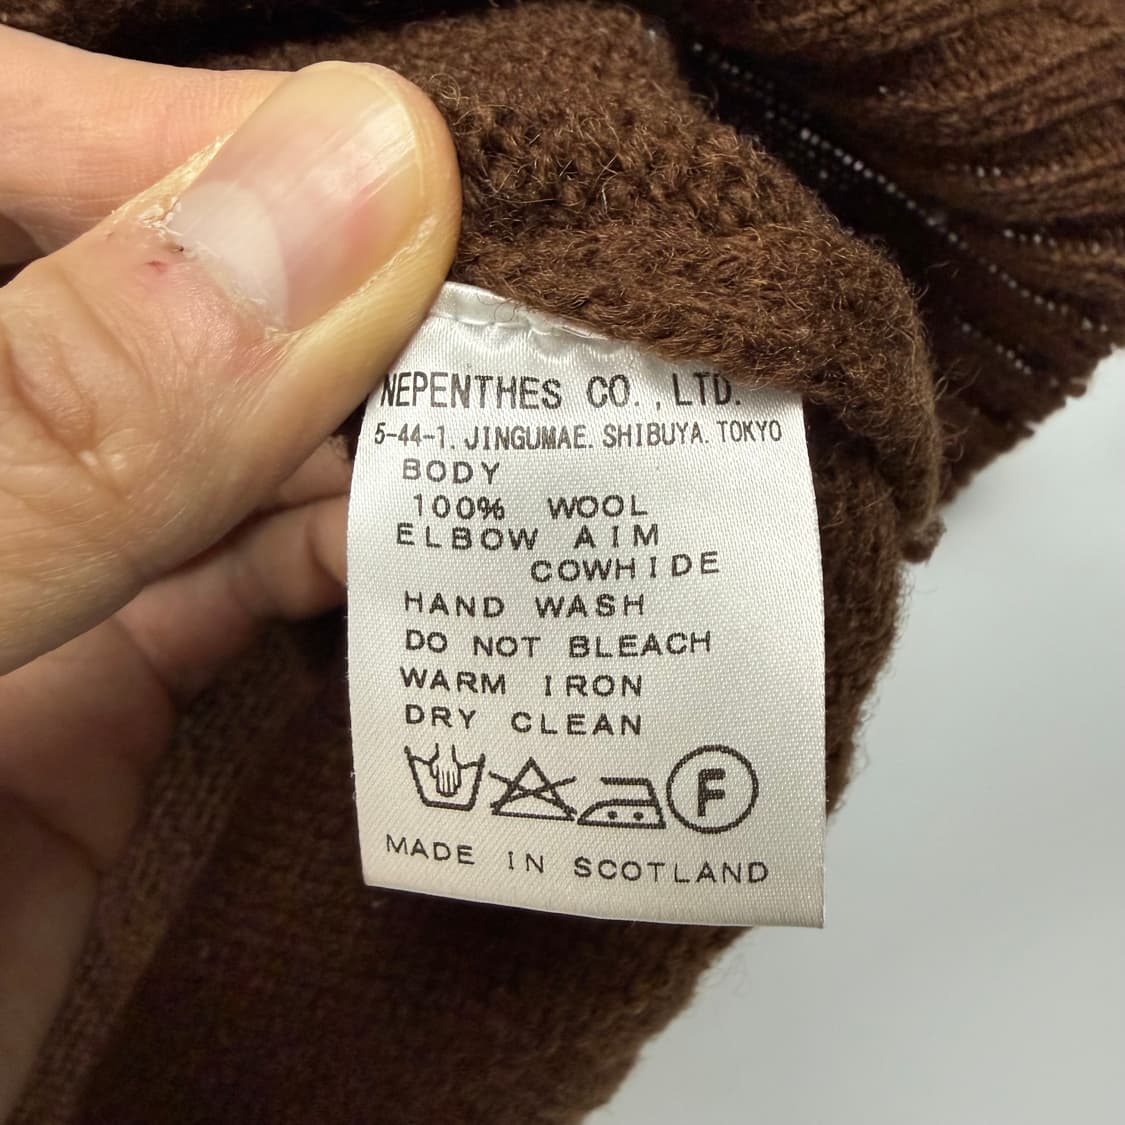 NEPENTHES CO.,LTD.
5-44-1. JINGUMAE. SHIBUYA. TOKYO
BODY
100% WOOL
ELBOW AIM
COWHIDE
HAND WASH
DO NOT BLEACH
WARM IRON
DRY CLEAN
F
MADE IN SCOTLAND